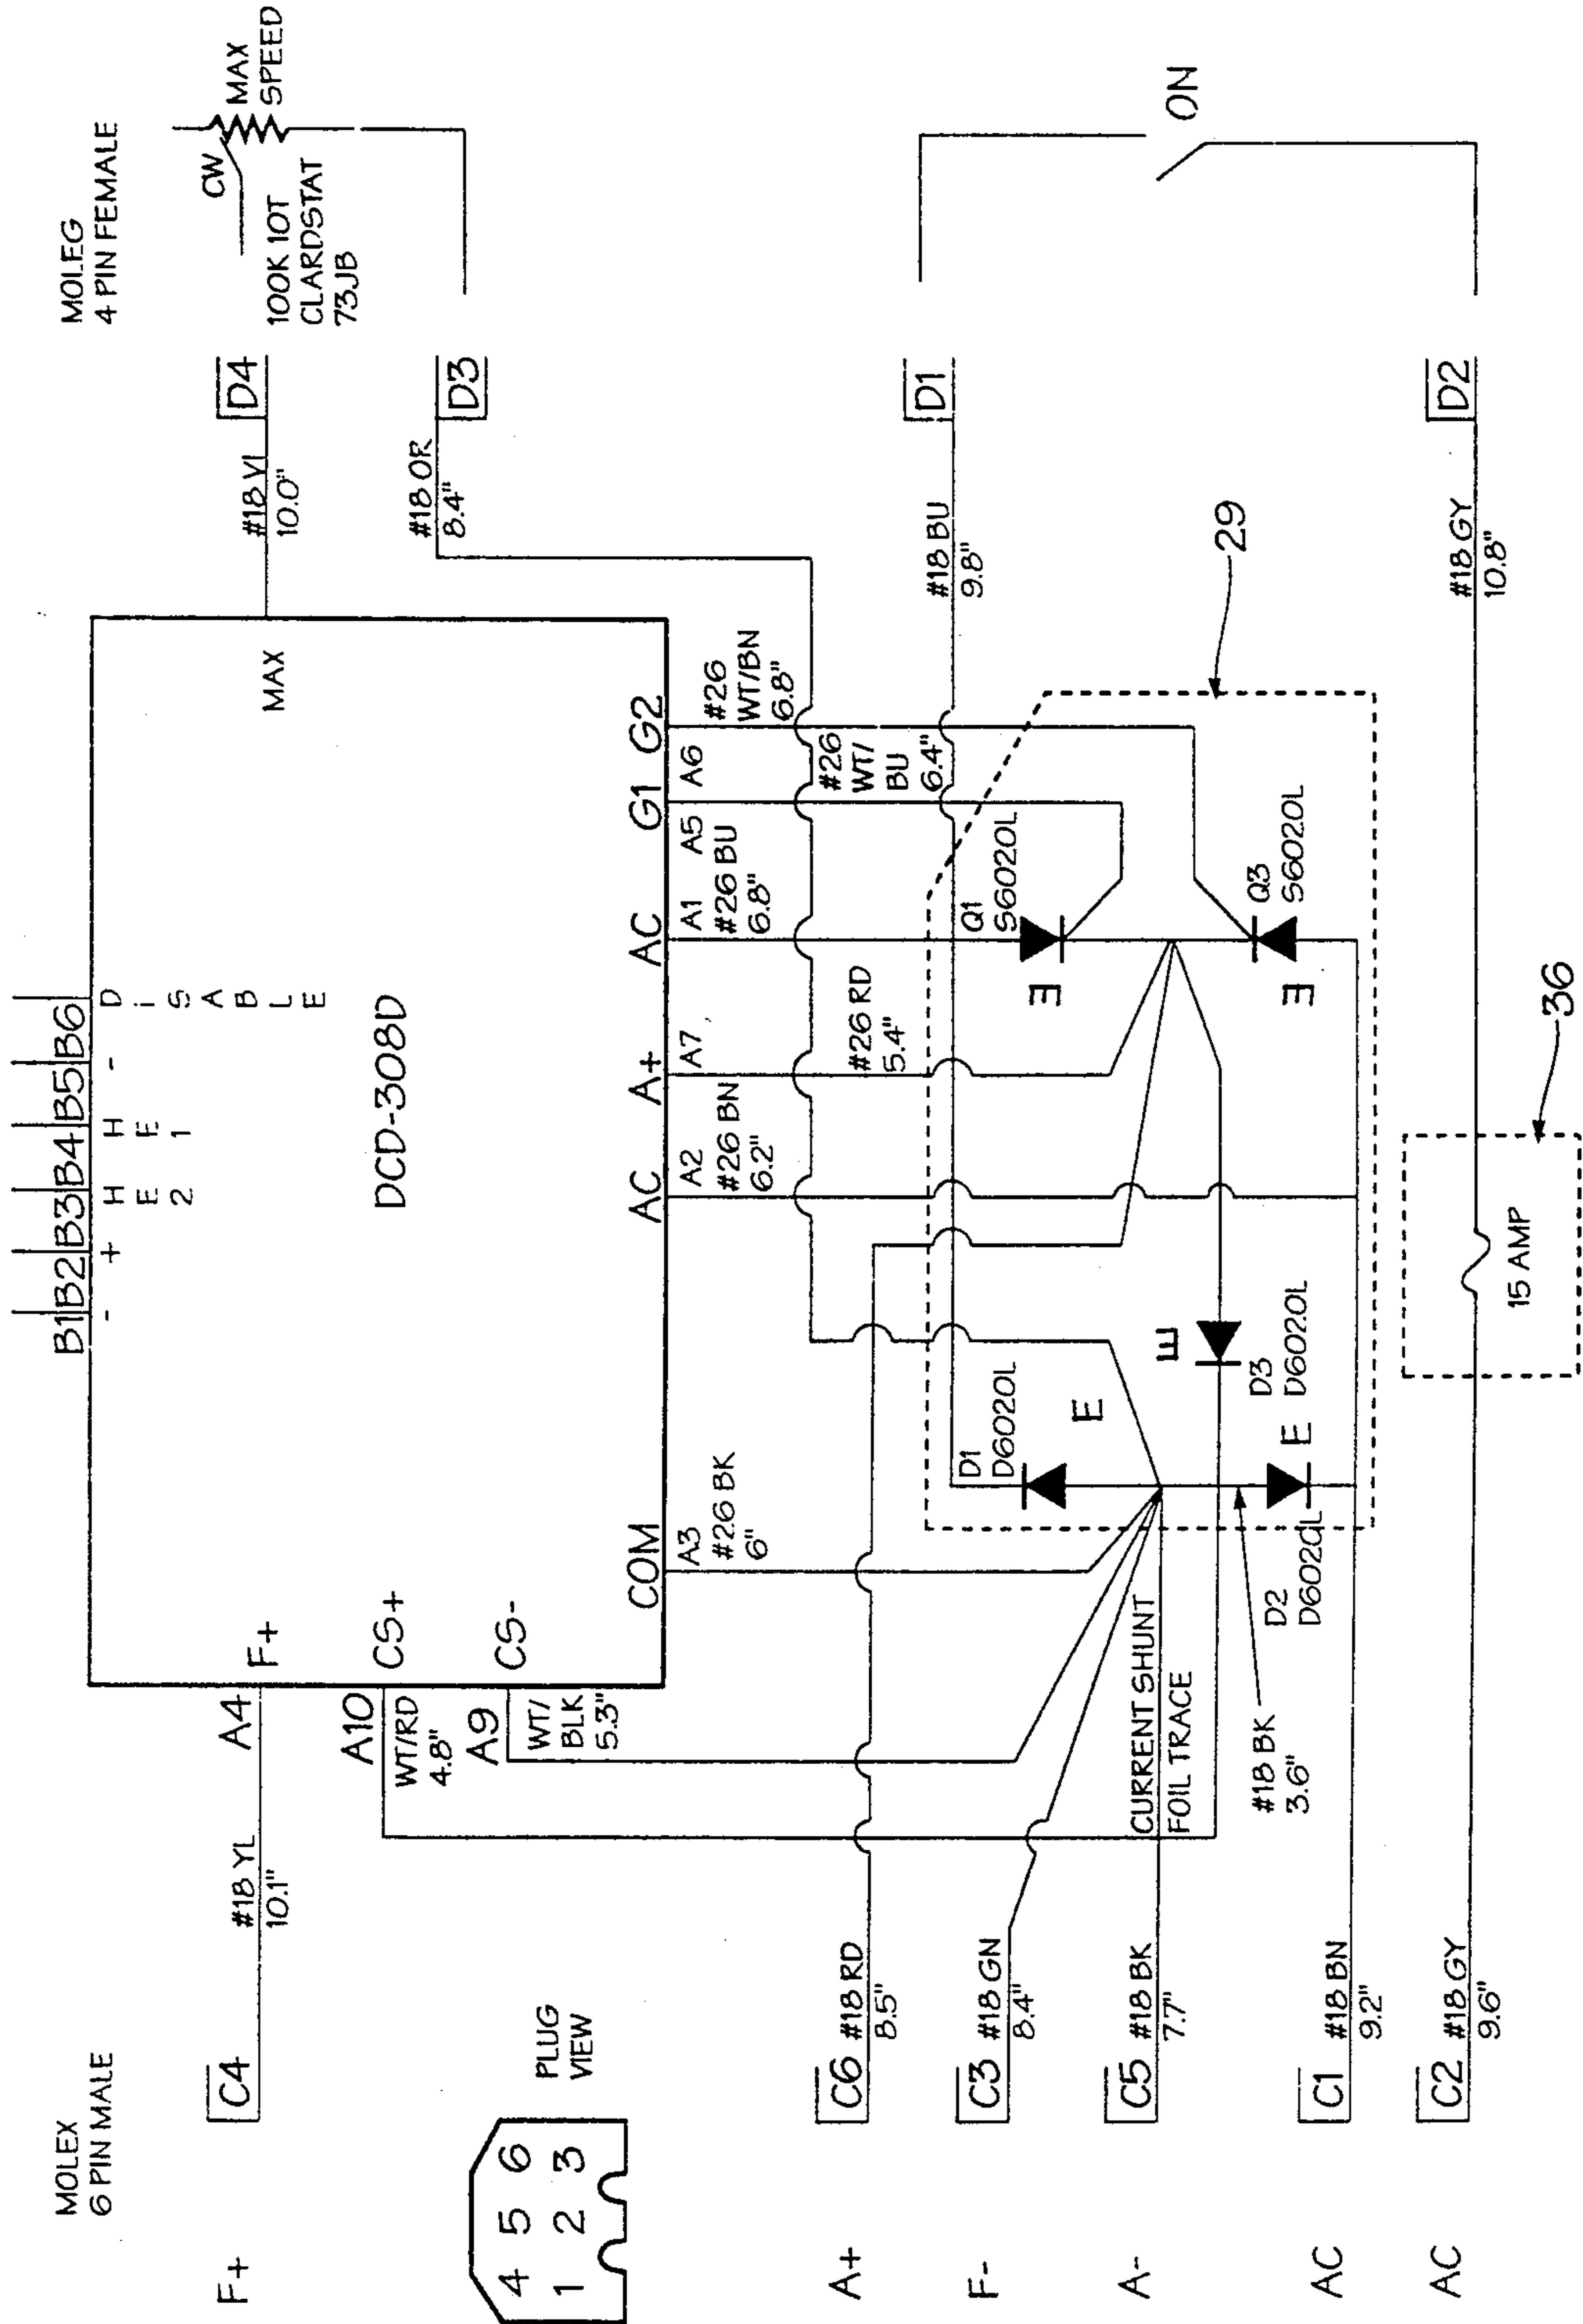 MOLEX
6 PIN MALE
MOLEG
4 PIN FEMALE
F+
C4
#18 YL
10.1"
A4
F+
MAX
#18 YL
10.0"
D4
CW
MAX
SPEED
100K 10T
CLARDSTAT
73JB
B1 B2 B3 B4 B5 B6
-
+
HE2
HE1
-
DiSABLE
DCD-308D
A10
WT/RD
4.8"
CS+
A9
WT/
BLK
5.3"
CS-
#18 OR
8.4"
D3
PLUG
VIEW
4 5 6
1 2 3
COM
AC
A+
AC
G1
G2
A3
#26 BK
6"
A2
#26 BN
6.2"
A7
#26 RD
5.4"
A1
#26 BU
6.8"
A5
A6
#26
WT/
BU
6.4"
#26
WT/BN
6.8"
A+
C6
#18 RD
8.5"
D1
D6020L
E
Q1
S6020L
E
#18 BU
9.8"
D1
ON
F-
C3
#18 GN
8.4"
A-
C5
#18 BK
7.7"
CURRENT SHUNT
FOIL TRACE
E
D3
D6020L
Q3
S6020L
E
29
#18 BK
3.6"
D2
D6020L
E
AC
C1
#18 BN
9.2"
AC
C2
#18 GY
9.6"
15 AMP
36
#18 GY
10.8"
D2